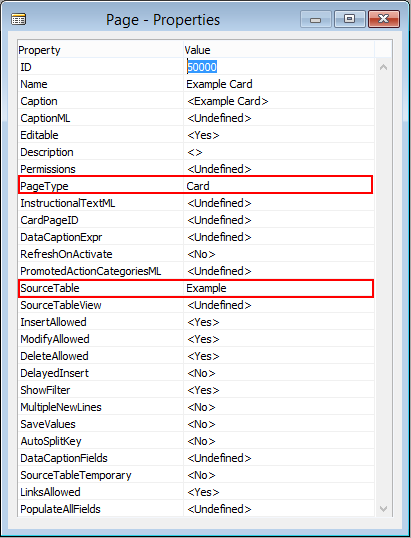 Page - Properties
Property Value
ID 50000
Name Example Card
Caption <Example Card>
CaptionML <Undefined>
Editable <Yes>
Description <>
Permissions <Undefined>
PageType Card
InstructionalTextML <Undefined>
CardPageID <Undefined>
DataCaptionExpr <Undefined>
RefreshOnActivate <No>
PromotedActionCategoriesML <Undefined>
SourceTable Example
SourceTableView <Undefined>
InsertAllowed <Yes>
ModifyAllowed <Yes>
DeleteAllowed <Yes>
DelayedInsert <No>
ShowFilter <Yes>
MultipleNewLines <No>
SaveValues <No>
AutoSplitKey <No>
DataCaptionFields <Undefined>
SourceTableTemporary <No>
LinksAllowed <Yes>
PopulateAllFields <Undefined>